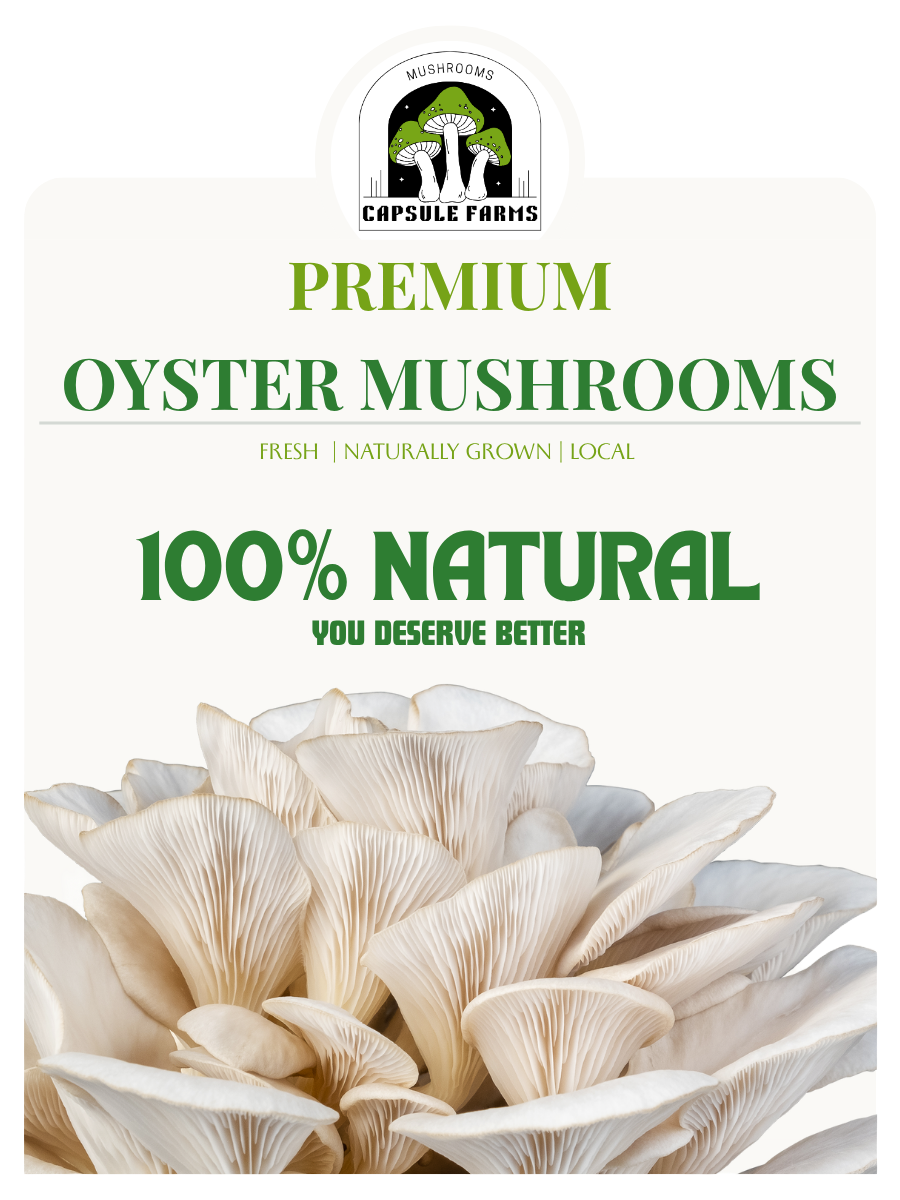 MUSHROOMS
CAPSULE FARMS
PREMIUM
OYSTER MUSHROOMS
FRESH | NATURALLY GROWN | LOCAL
100% NATURAL
YOU DESERVE BETTER